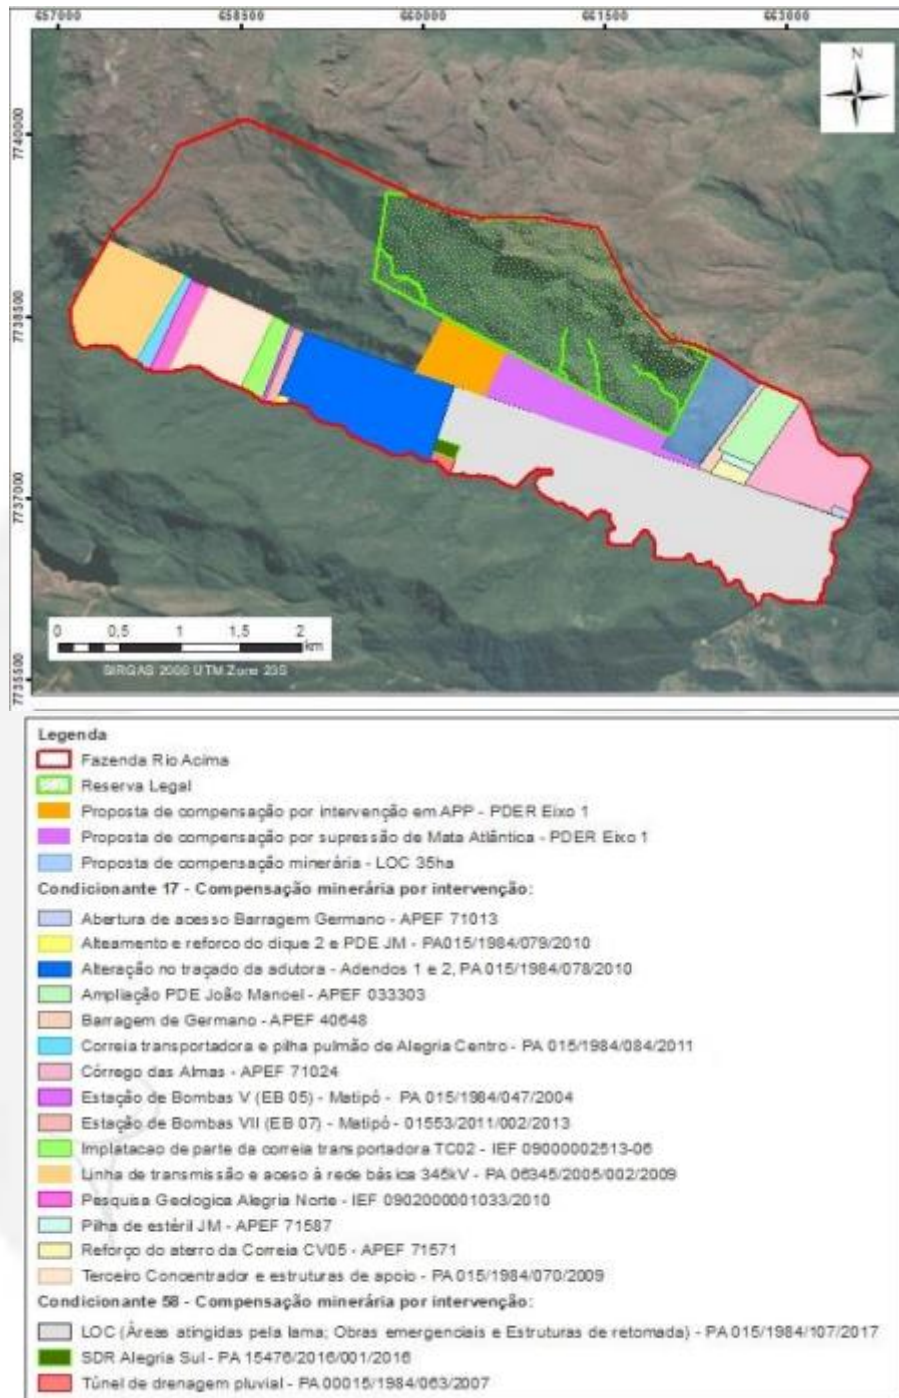 657000 658500 660000 661500 663000
N
7740000
7738500
7737000
7735500
0 0,5 1 1,5 2
km
SIRGAS 2000 UTM Zona 23S
Legenda
Fazenda Rio Acima
Reserva Legal
Proposta de compensação por intervenção em APP - PDER Eixo 1
Proposta de compensação por supressão de Mata Atlântica - PDER Eixo 1
Proposta de compensação minerária - LOC 35ha
Condicionante 17 - Compensação minerária por intervenção:
Abertura de acesso Barragem Germano - APEF 71013
Alteamento e reforco do dique 2 e PDE JM - PA015/1984/079/2010
Alteração no traçado da adutora - Adendos 1 e 2, PA 015/1984/078/2010
Ampliação PDE João Manoel - APEF 033303
Barragem de Germano - APEF 40648
Correia transportadora e pilha pulmão de Alegria Centro - PA 015/1984/084/2011
Córrego das Almas - APEF 71024
Estação de Bombas V (EB 05) - Matipó - PA 015/1984/047/2004
Estação de Bombas VII (EB 07) - Matipó - 01553/2011/002/2013
Implatacao de parte da correia transportadora TC02 - IEF 09000002513-06
Linha de transmissão e aceso à rede básica 345kV - PA 06345/2005/002/2009
Pesquisa Geologica Alegria Norte - IEF 0902000001033/2010
Pilha de estéril JM - APEF 71587
Reforço do aterro da Correia CV05 - APEF 71571
Terceiro Concentrador e estruturas de apoio - PA 015/1984/070/2009
Condicionante 58 - Compensação minerária por intervenção:
LOC (Áreas atingidas pela lama; Obras emergenciais e Estruturas de retomada) - PA 015/1984/107/2017
SDR Alegria Sul - PA 15476/2016/001/2016
Túnel de drenagem pluvial - PA 00015/1984/063/2007